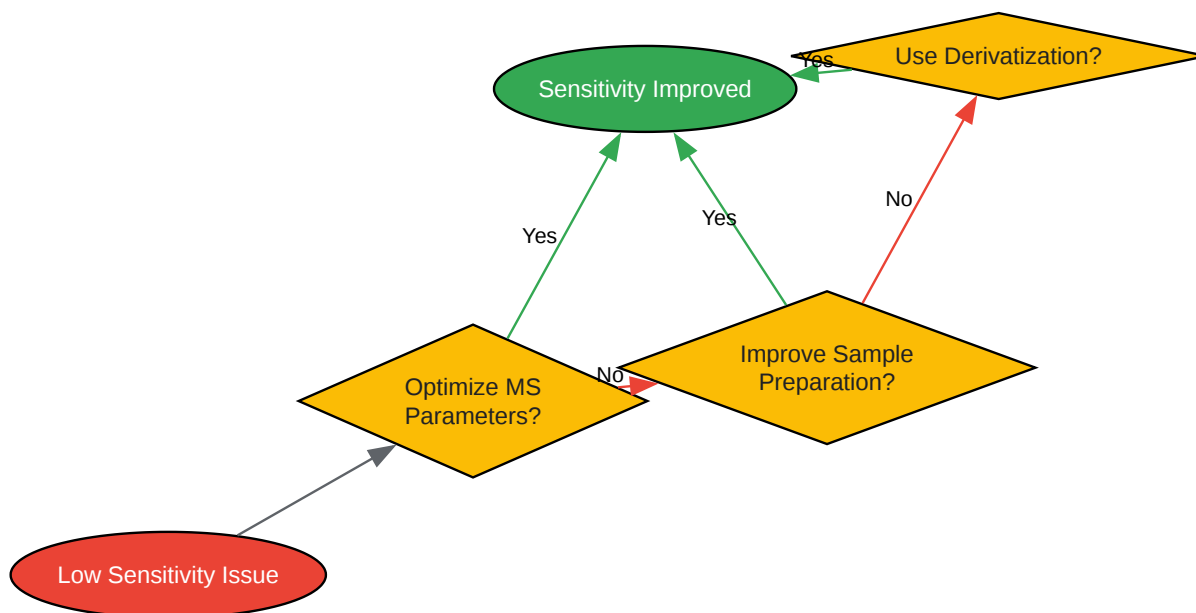 Use Derivatization?
Yes
Sensitivity Improved
No
Yes
Yes
Improve Sample
Preparation?
No
Optimize MS
Parameters?
Low Sensitivity Issue